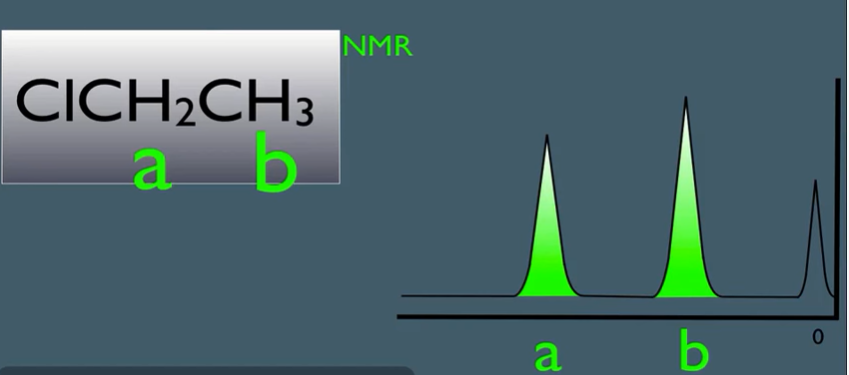 NMR
ClCH₂CH₃
a b
0
a b